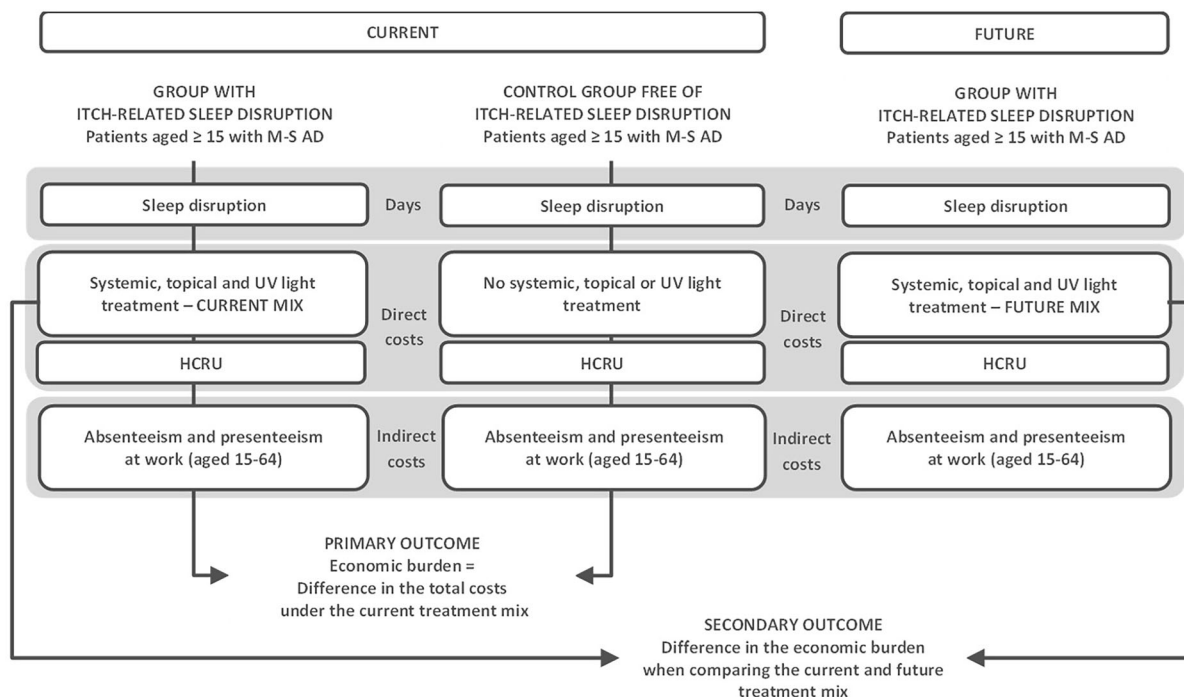 CURRENT
FUTURE
GROUP WITH
ITCH-RELATED SLEEP DISRUPTION
Patients aged ≥ 15 with M-S AD
CONTROL GROUP FREE OF
ITCH-RELATED SLEEP DISRUPTION
Patients aged ≥ 15 with M-S AD
GROUP WITH
ITCH-RELATED SLEEP DISRUPTION
Patients aged ≥ 15 with M-S AD
Sleep disruption
Days
Sleep disruption
Days
Sleep disruption
Systemic, topical and UV light
treatment – CURRENT MIX
Direct
costs
No systemic, topical or UV light
treatment
Direct
costs
Systemic, topical and UV light
treatment – FUTURE MIX
HCRU
HCRU
HCRU
Absenteeism and presenteeism
at work (aged 15-64)
Indirect
costs
Absenteeism and presenteeism
at work (aged 15-64)
Indirect
costs
Absenteeism and presenteeism
at work (aged 15-64)
PRIMARY OUTCOME
Economic burden =
Difference in the total costs
under the current treatment mix
SECONDARY OUTCOME
Difference in the economic burden
when comparing the current and future
treatment mix